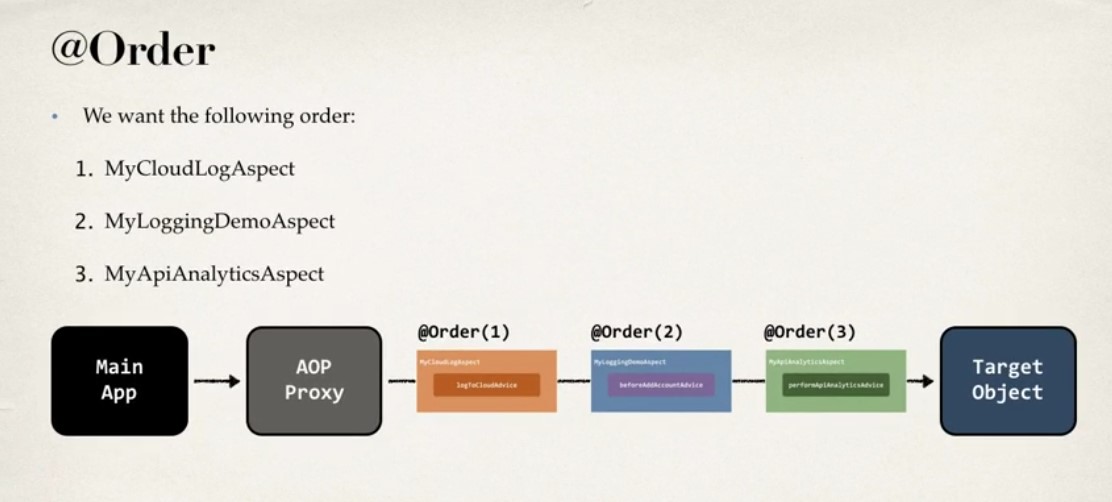 @Order
• We want the following order:
1. MyCloudLogAspect
2. MyLoggingDemoAspect
3. MyApiAnalyticsAspect
@Order(1) @Order(2) @Order(3)
Main
App
AOP
Proxy
MyCloudLogAspect
logToCloudAdvice
MyLoggingDemoAspect
beforeAddAccountAdvice
MyApiAnalyticsAspect
performApiAnalyticsAdvice
Target
Object